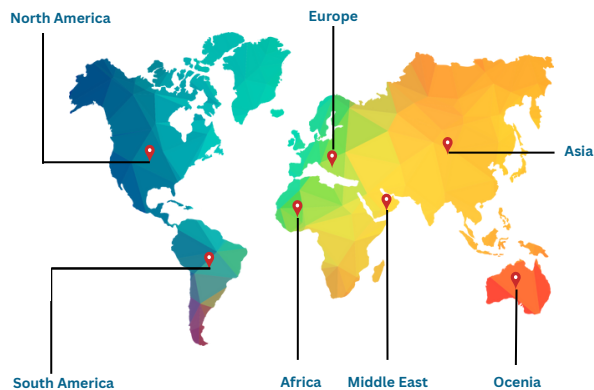 North America
Europe
Asia
South America
Africa
Middle East
Ocenia